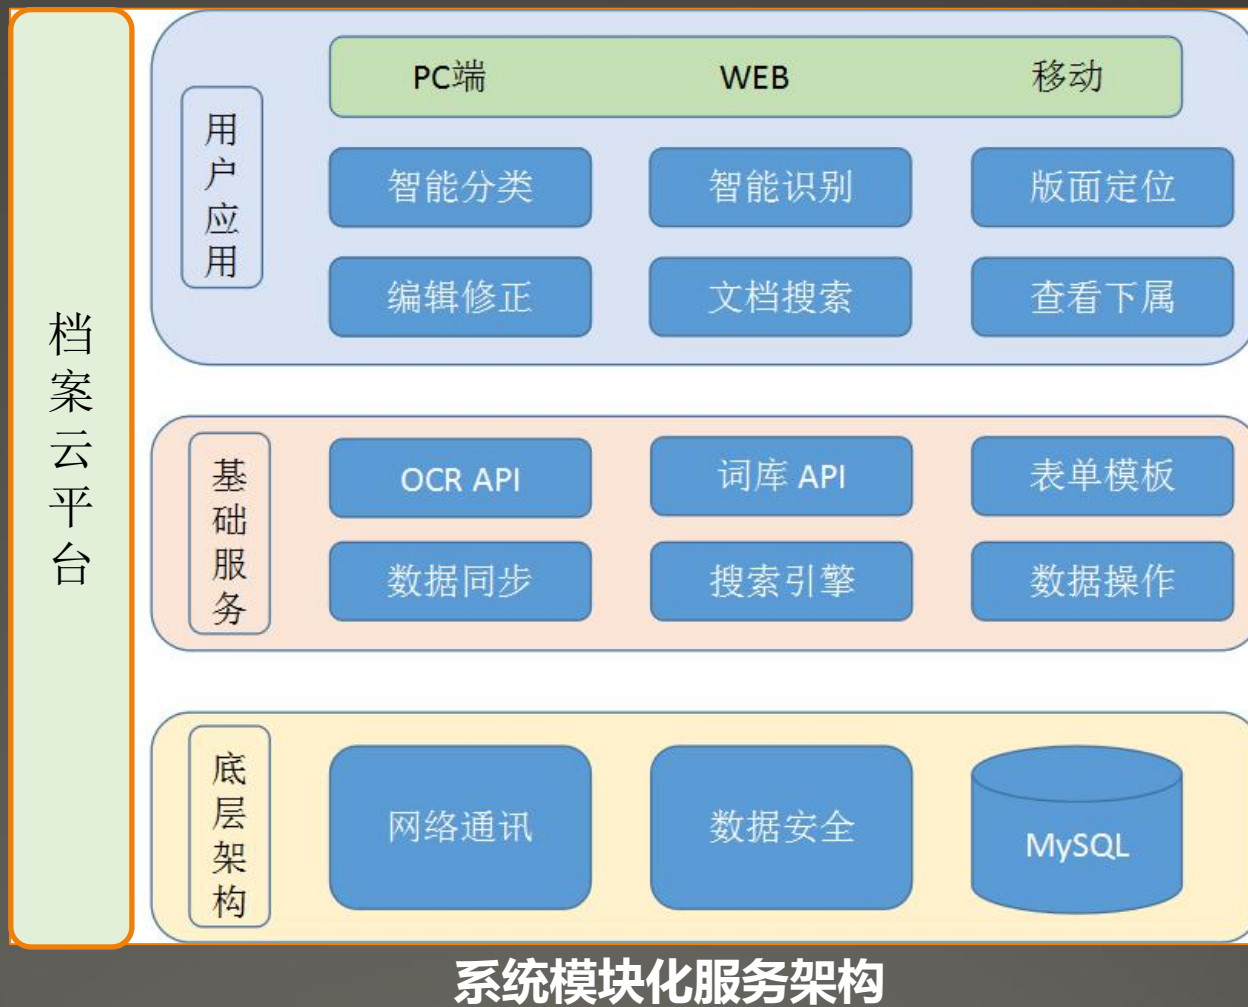 档案云平台
用户应用
PC端 WEB 移动
智能分类 智能识别 版面定位
编辑修正 文档搜索 查看下属
基础服务
OCR API 词库 API 表单模板
数据同步 搜索引擎 数据操作
底层架构
网络通讯 数据安全 MySQL
系统模块化服务架构